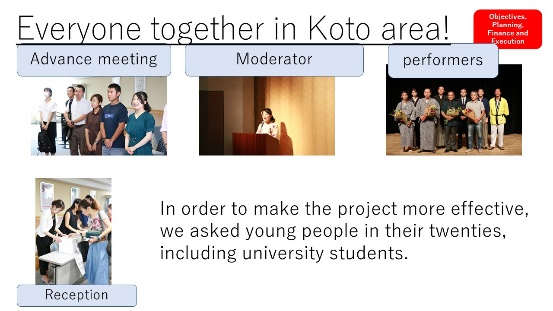 Everyone together in Koto area!
Objectives,
Planning,
Finance and
Execution
Advance meeting
Moderator
performers
In order to make the project more effective,
we asked young people in their twenties,
including university students.
Reception